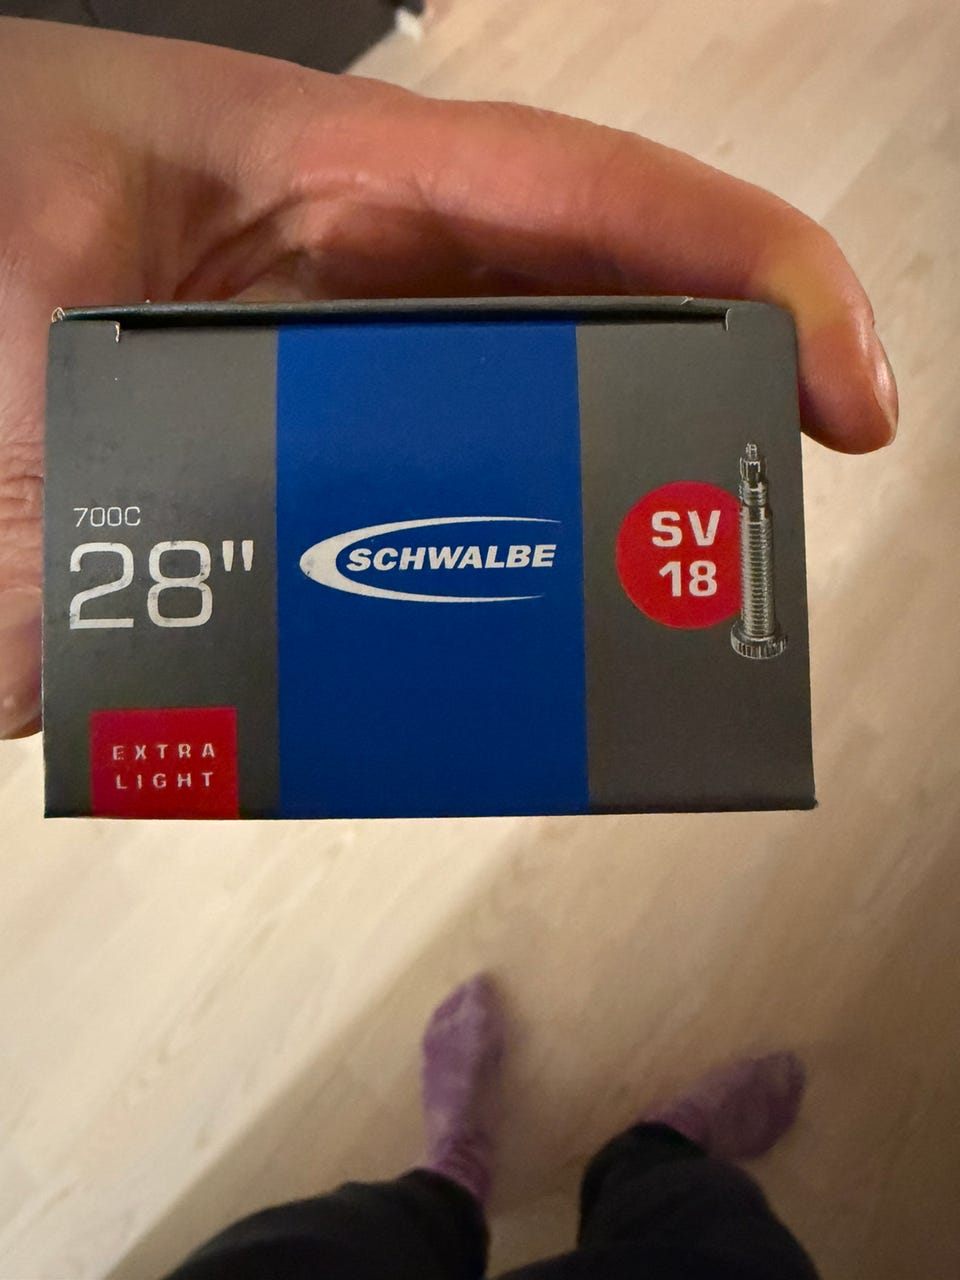 700C
28"
EXTRA
LIGHT
SCHWALBE
SV
18